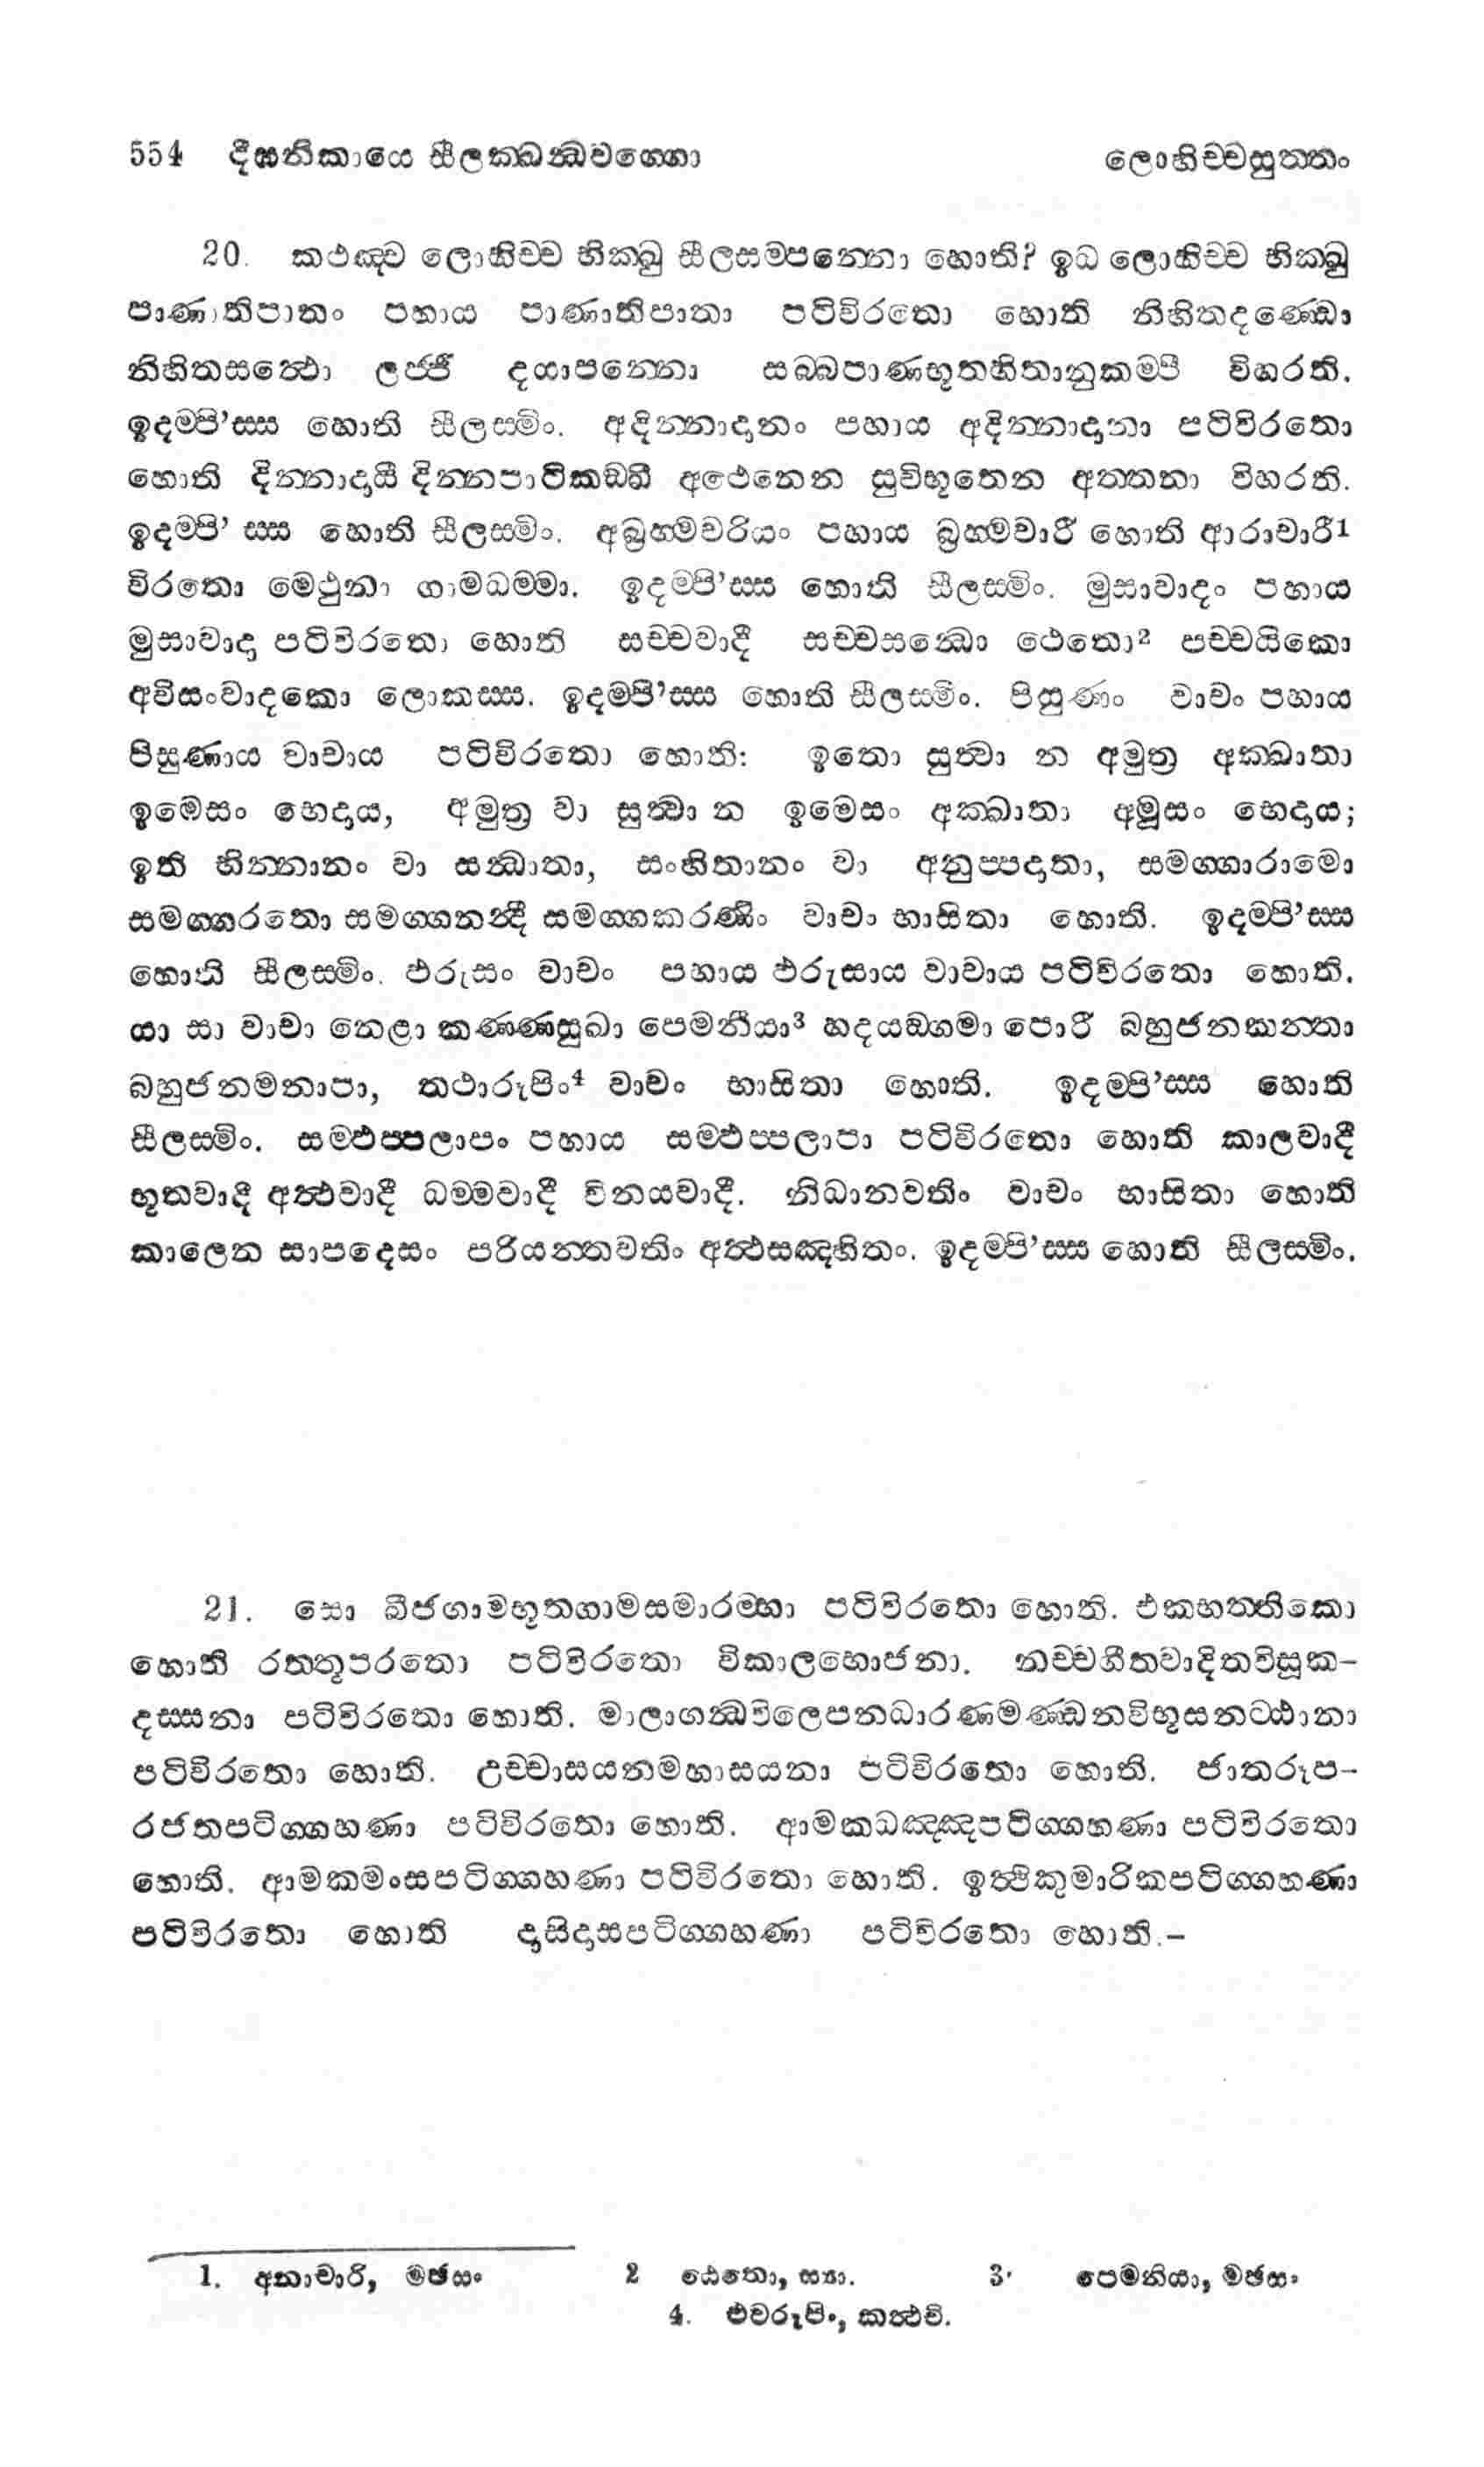 554 දීඝනිකායෙ සීලක්ඛන්ධවග්ගො ලොහිච්චසුත්තං
20. කථඤ්ච ලොහිච්ච භික්ඛු සීලසම්පන්නො හොති? ඉධ ලොහිච්ච භික්ඛු
පාණාතිපාතං පහාය පාණාතිපාතා පටිවිරතො හොති නිහිතදණ්ඩො
නිහිතසත්ථො ලජ්ජී දයාපන්නො සබ්බපාණභූතහිතානුකම්පී විහරති.
ඉදම්පි’ස්ස හොති සීලස්මිං. අදින්නාදානං පහාය අදින්නාදානා පටිවිරතො
හොති දින්නාදායී දින්නපාටිකඞ්ඛී අථෙනෙන සුචිභූතෙන අත්තනා විහරති.
ඉදම්පි’ ස්ස හොති සීලස්මිං. අබ්‍රහ්මචරියං පහාය බ්‍රහ්මචාරී හොති ආරාචාරී1
විරතො මෙථුනා ගාමධම්මා. ඉදම්පි’ස්ස හොති සීලස්මිං. මුසාවාදං පහාය
මුසාවාදා පටිවිරතො හොති සච්චවාදී සච්චසන්ධො ථෙතො2 පච්චයිකො
අවිසංවාදකො ලොකස්ස. ඉදම්පි’ස්ස හොති සීලස්මිං. පිසුණං වාචං පහාය
පිසුණාය වාචාය පටිවිරතො හොති: ඉතො සුත්වා න අමුත්‍ර අක්ඛාතා
ඉමෙසං භෙදාය, අමුත්‍ර වා සුත්වා න ඉමෙසං අක්ඛාතා අමූසං භෙදාය;
ඉති භින්නානං වා සන්ධාතා, සංහිතානං වා අනුප්පදාතා, සමග්ගාරාමො
සමග්ගරතො සමග්ගනන්දී සමග්ගකරණිං වාචං භාසිතා හොති. ඉදම්පි’ස්ස
හොති සීලස්මිං. ඵරුසං වාචං පහාය ඵරුසාය වාචාය පටිවිරතො හොති.
යා සා වාචා නෙළා කණ්ණසුඛා පෙමනීයා3 හදයඞ්ගමා පොරී බහුජනකන්තා
බහුජනමනාපා, තථාරූපිං4 වාචං භාසිතා හොති. ඉදම්පි’ස්ස හොති
සීලස්මිං. සම්ඵප්පලාපං පහාය සම්ඵප්පලාපා පටිවිරතො හොති කාලවාදී
භූතවාදී අත්ථවාදී ධම්මවාදී විනයවාදී. නිධානවතිං වාචං භාසිතා හොති
කාලෙන සාපදෙසං පරියන්තවතිං අත්ථසඤ්හිතං. ඉදම්පි’ස්ස හොති සීලස්මිං.
21. සො බීජගාමභූතගාමසමාරම්භා පටිවිරතො හොති. එකභත්තිකො
හොති රත්තූපරතො පටිවිරතො විකාලභොජනා. නච්චගීතවාදිතවිසූක-
දස්සනා පටිවිරතො හොති. මාලාගන්ධවිලෙපනධාරණමණ්ඩනවිභූසනට්ඨානා
පටිවිරතො හොති. උච්චාසයනමහාසයනා පටිවිරතො හොති. ජාතරූප-
රජතපටිග්ගහණා පටිවිරතො හොති. ආමකධඤ්ඤපටිග්ගහණා පටිවිරතො
හොති. ආමකමංසපටිග්ගහණා පටිවිරතො හොති. ඉත්ථිකුමාරිකපටිග්ගහණා
පටිවිරතො හොති දාසිදාසපටිග්ගහණා පටිවිරතො හොති.–
1. අනාචාරි, මඡසං 2 ඨෙතො, ස්‍යා. 3. පෙමනියා, මඡසං
4. එවරූපිං, කත්ථචි.